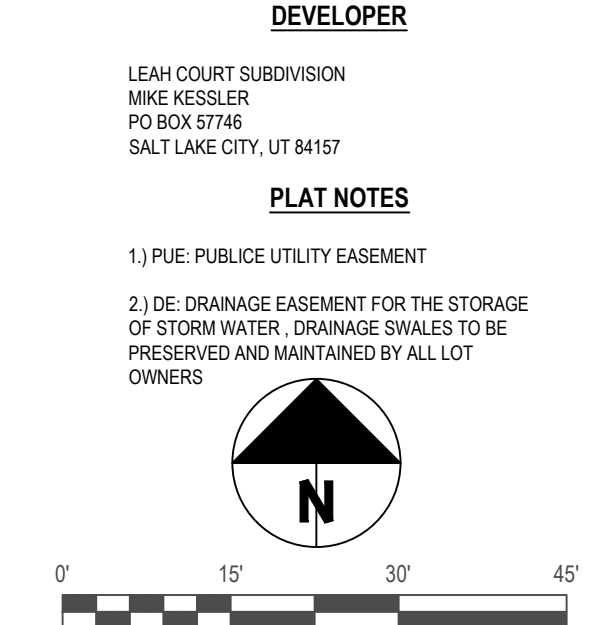 DEVELOPER
LEAH COURT SUBDIVISION
MIKE KESSLER
PO BOX 57746
SALT LAKE CITY, UT 84157
PLAT NOTES
1.) PUE: PUBLICE UTILITY EASEMENT
2.) DE: DRAINAGE EASEMENT FOR THE STORAGE
OF STORM WATER , DRAINAGE SWALES TO BE
PRESERVED AND MAINTAINED BY ALL LOT
OWNERS
N
0' 15' 30' 45'